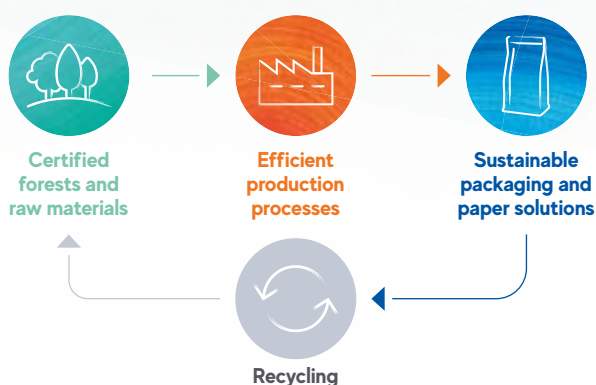 Certified
forests and
raw materials
Efficient
production
processes
Sustainable
packaging and
paper solutions
Recycling